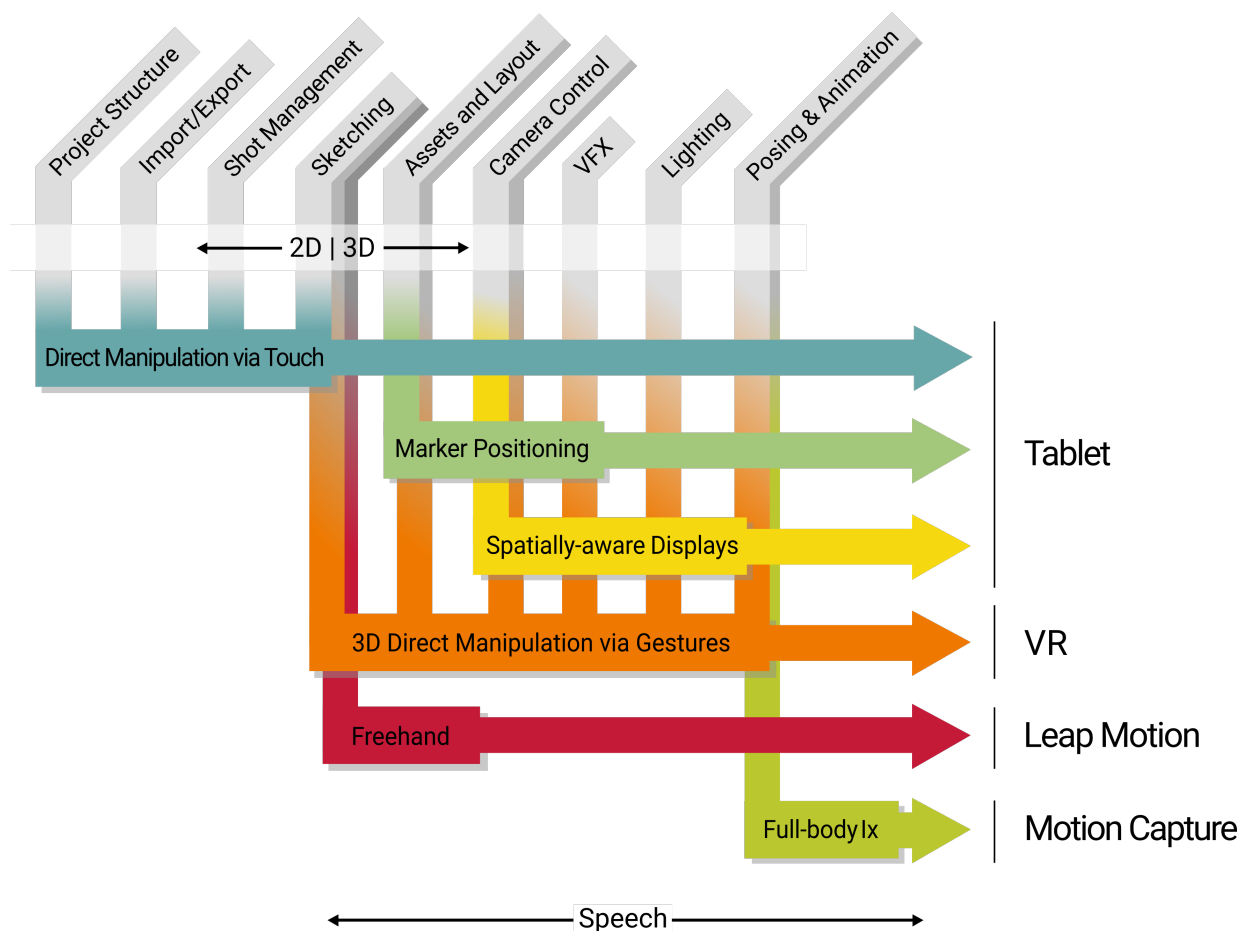 Project Structure
Import/Export
Shot Management
Sketching
Assets and Layout
Camera Control
VFX
Lighting
Posing & Animation
2D | 3D
Direct Manipulation via Touch
Marker Positioning
Tablet
Spatially-aware Displays
3D Direct Manipulation via Gestures
VR
Freehand
Leap Motion
Full-body Ix
Motion Capture
Speech